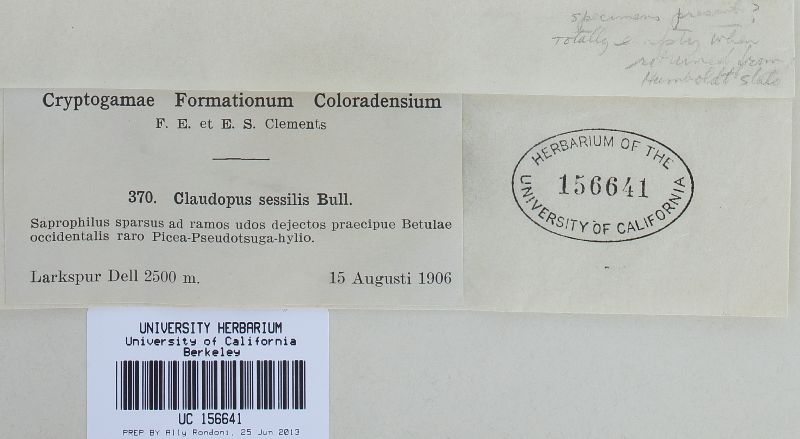 specimens present?
Totally empty when
returned from
Humboldt State
Cryptogamae Formationum Coloradensium
F. E. et E. S. Clements
370. Claudopus sessilis Bull.
Saprophilus sparsus ad ramos udos dejectos praecipue Betulae
occidentalis raro Picea-Pseudotsuga-hylio.
Larkspur Dell 2500 m. 15 Augusti 1906
HERBARIUM OF THE
156641
UNIVERSITY OF CALIFORNIA
UNIVERSITY HERBARIUM
University of California
Berkeley
UC 156641
PREP BY Ally Rondoni, 25 Jun 2013